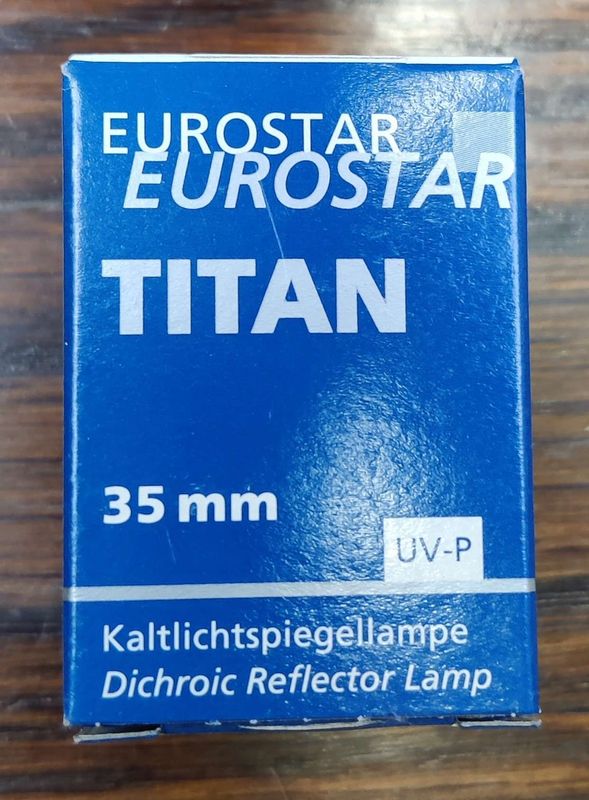 EUROSTAR
EUROSTAR
TITAN
35 mm
UV-P
Kaltlichtspiegellampe
Dichroic Reflector Lamp